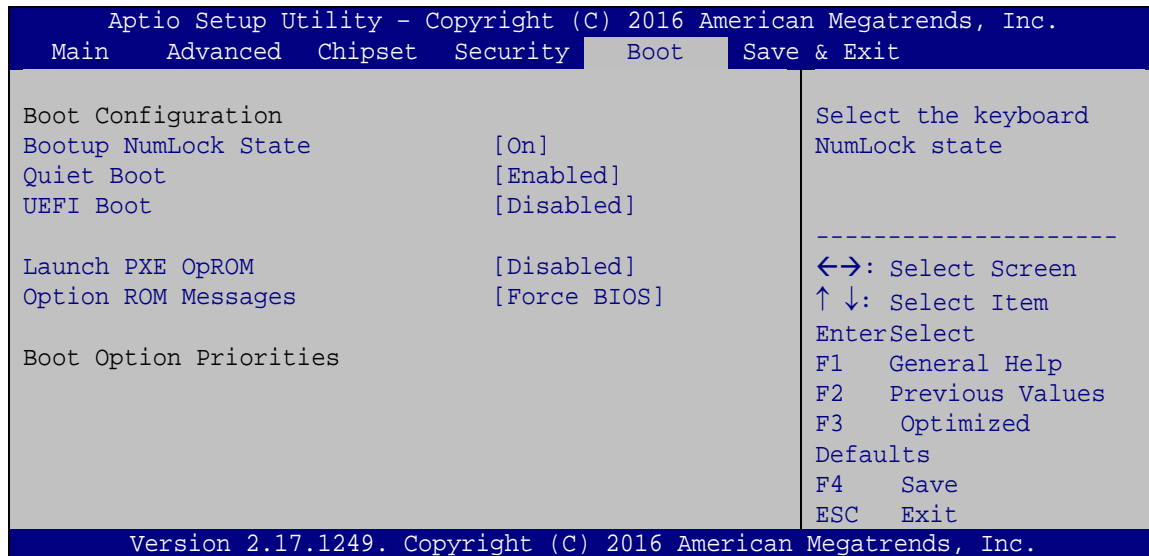 Aptio Setup Utility – Copyright (C) 2016 American Megatrends, Inc.
Main Advanced Chipset Security Boot Save & Exit
Boot Configuration
Bootup NumLock State [On]
Quiet Boot [Enabled]
UEFI Boot [Disabled]
Launch PXE OpROM [Disabled]
Option ROM Messages [Force BIOS]
Boot Option Priorities
Select the keyboard
NumLock state
---------------------
←→: Select Screen
↑ ↓: Select Item
EnterSelect
F1 General Help
F2 Previous Values
F3 Optimized
Defaults
F4 Save
ESC Exit
Version 2.17.1249. Copyright (C) 2016 American Megatrends, Inc.